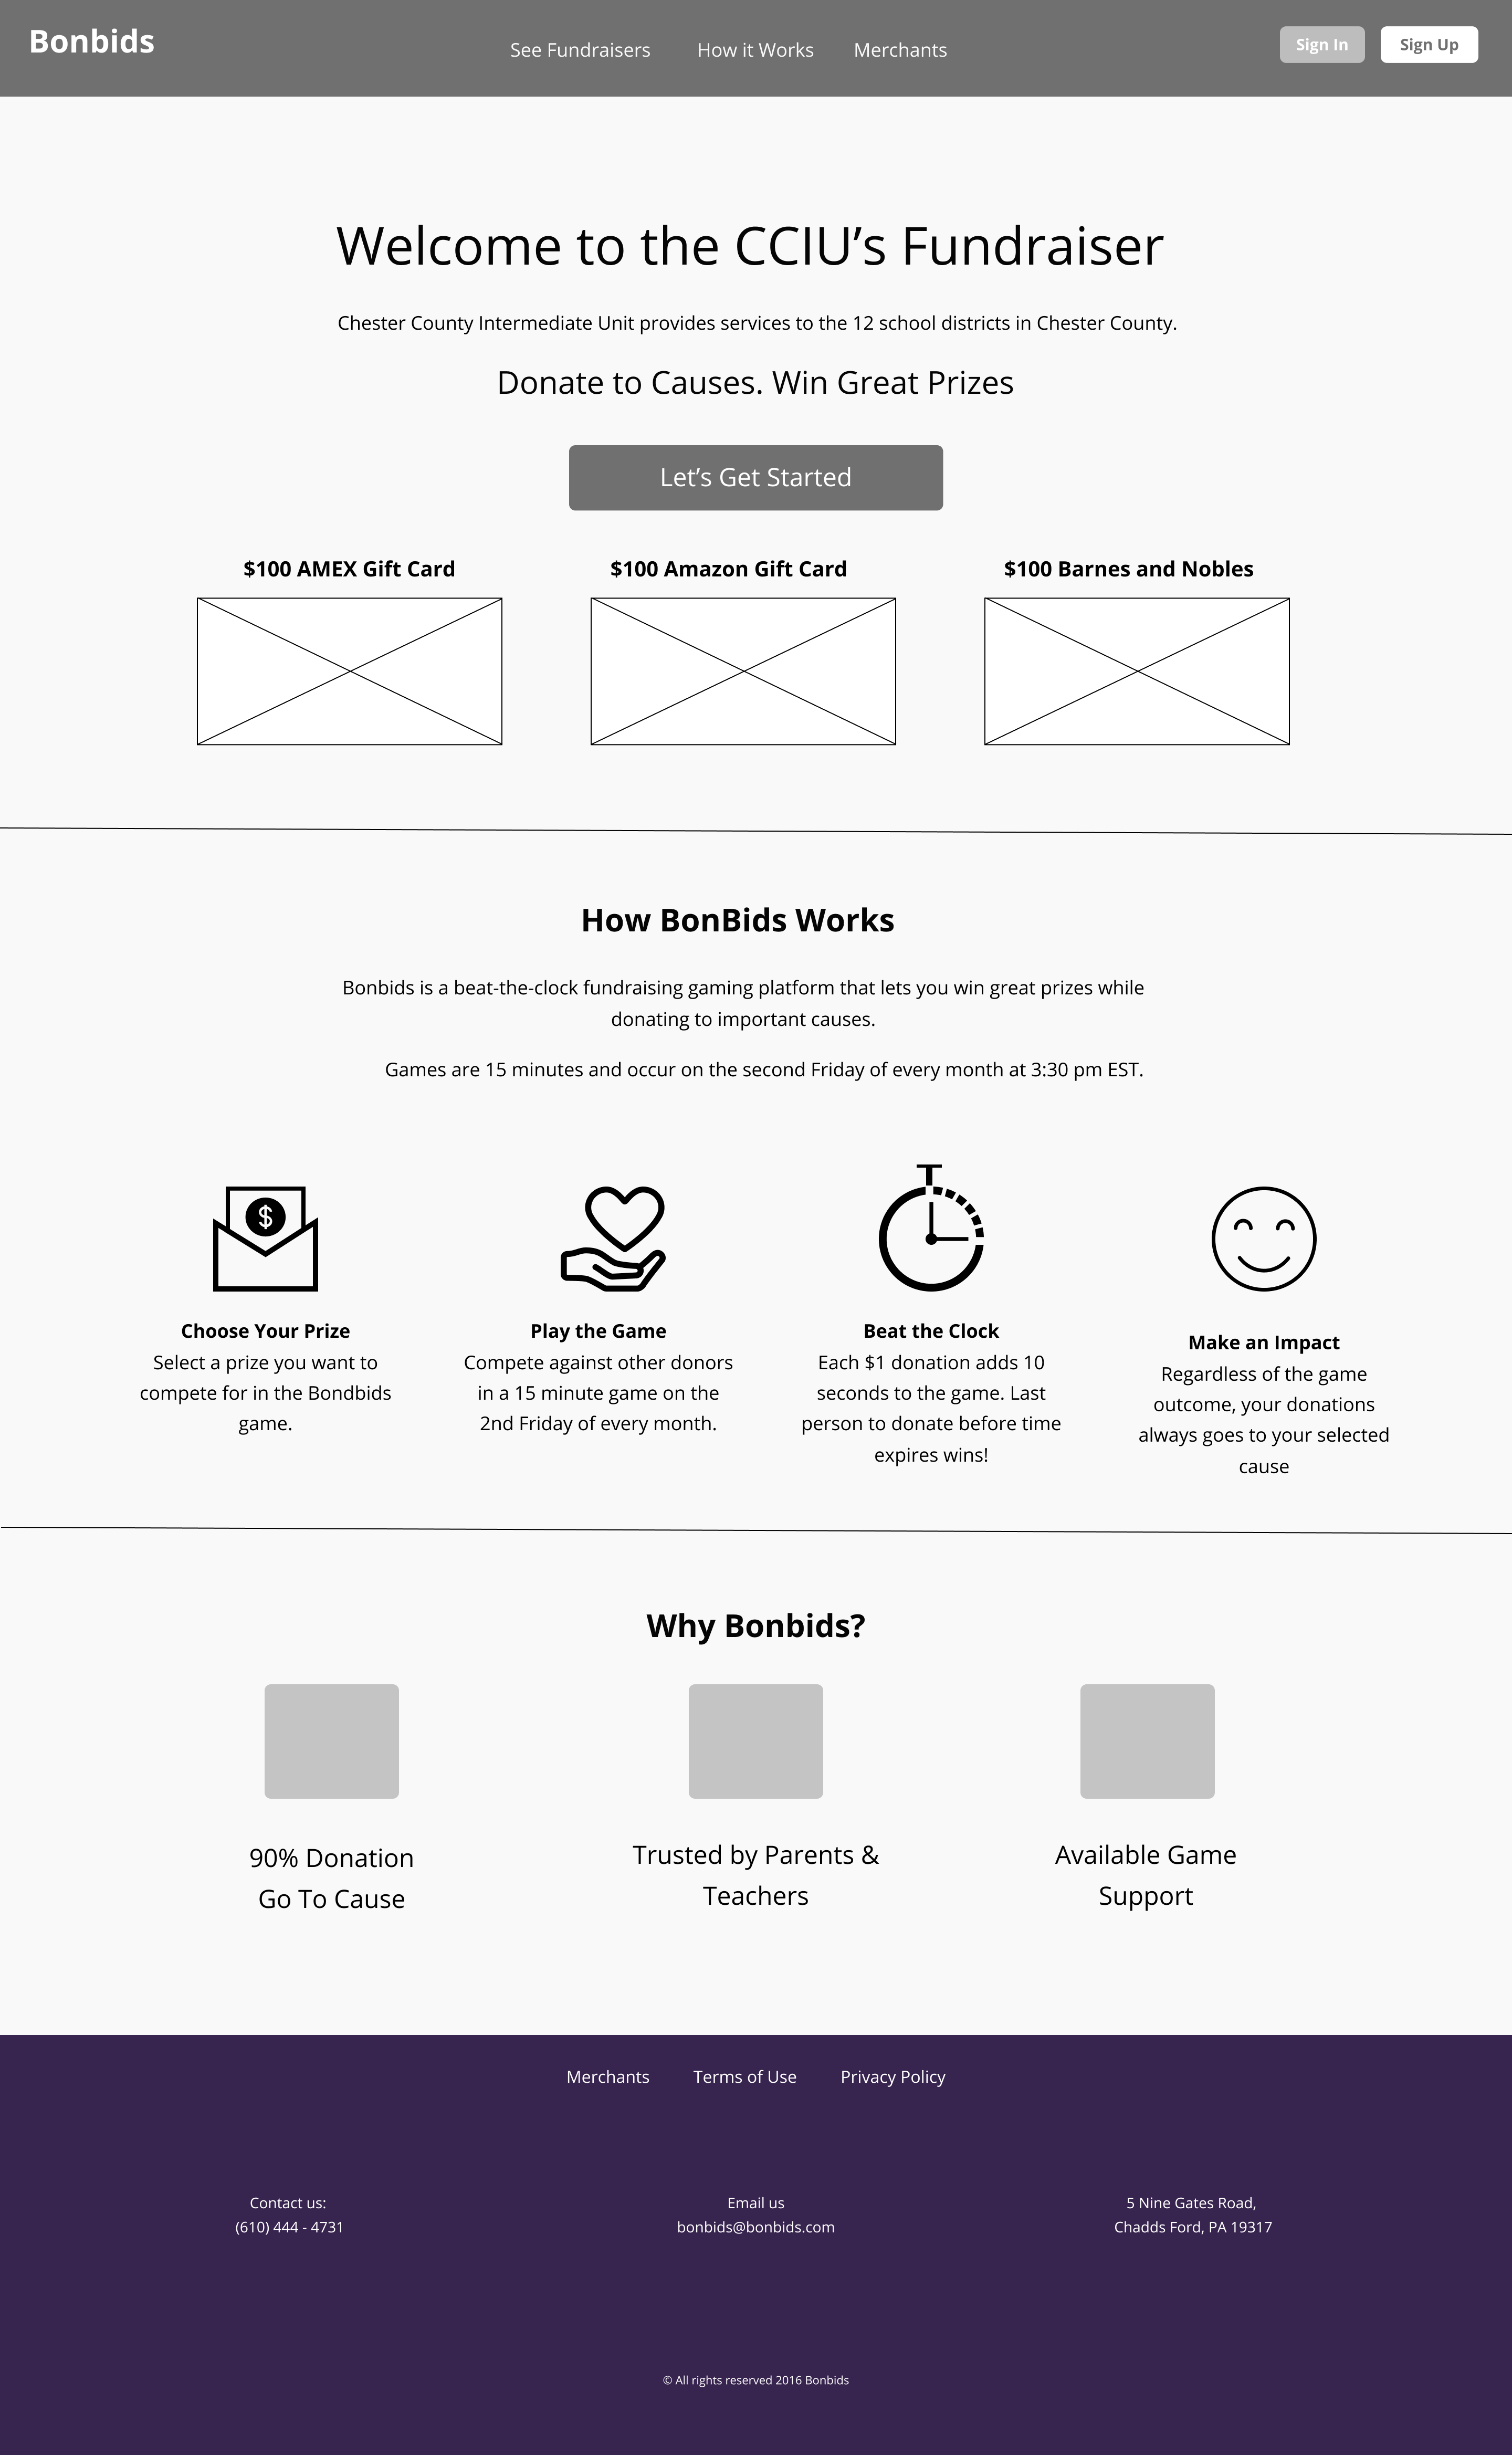 Bonbids
See Fundraisers
How it Works
Merchants
Sign In
Sign Up
Welcome to the CCIU’s Fundraiser
Chester County Intermediate Unit provides services to the 12 school districts in Chester County.
Donate to Causes. Win Great Prizes
Let’s Get Started
$100 AMEX Gift Card
$100 Amazon Gift Card
$100 Barnes and Nobles
How BonBids Works
Bonbids is a beat-the-clock fundraising gaming platform that lets you win great prizes while
donating to important causes.
Games are 15 minutes and occur on the second Friday of every month at 3:30 pm EST.
$
Choose Your Prize
Select a prize you want to
compete for in the Bondbids
game.
Play the Game
Compete against other donors
in a 15 minute game on the
2nd Friday of every month.
Beat the Clock
Each $1 donation adds 10
seconds to the game. Last
person to donate before time
expires wins!
Make an Impact
Regardless of the game
outcome, your donations
always goes to your selected
cause
Why Bonbids?
90% Donation
Go To Cause
Trusted by Parents &
Teachers
Available Game
Support
Merchants
Terms of Use
Privacy Policy
Contact us:
(610) 444 - 4731
Email us
bonbids@bonbids.com
5 Nine Gates Road,
Chadds Ford, PA 19317
© All rights reserved 2016 Bonbids